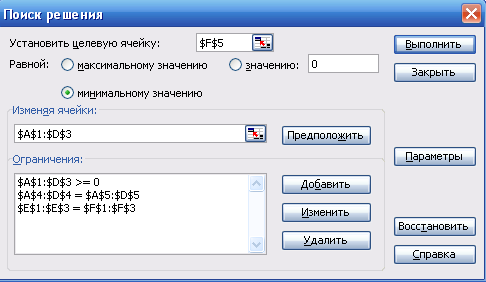 Поиск решения
Установить целевую ячейку: $F$5 Выполнить
Равной: максимальному значению значению: 0 Закрыть
минимальному значению
Изменяя ячейки:
$A$1:$D$3 Предположить
Ограничения: Параметры
$A$1:$D$3 >= 0 Добавить
$A$4:$D$4 = $A$5:$D$5
$E$1:$E$3 = $F$1:$F$3
Изменить Восстановить
Удалить Справка